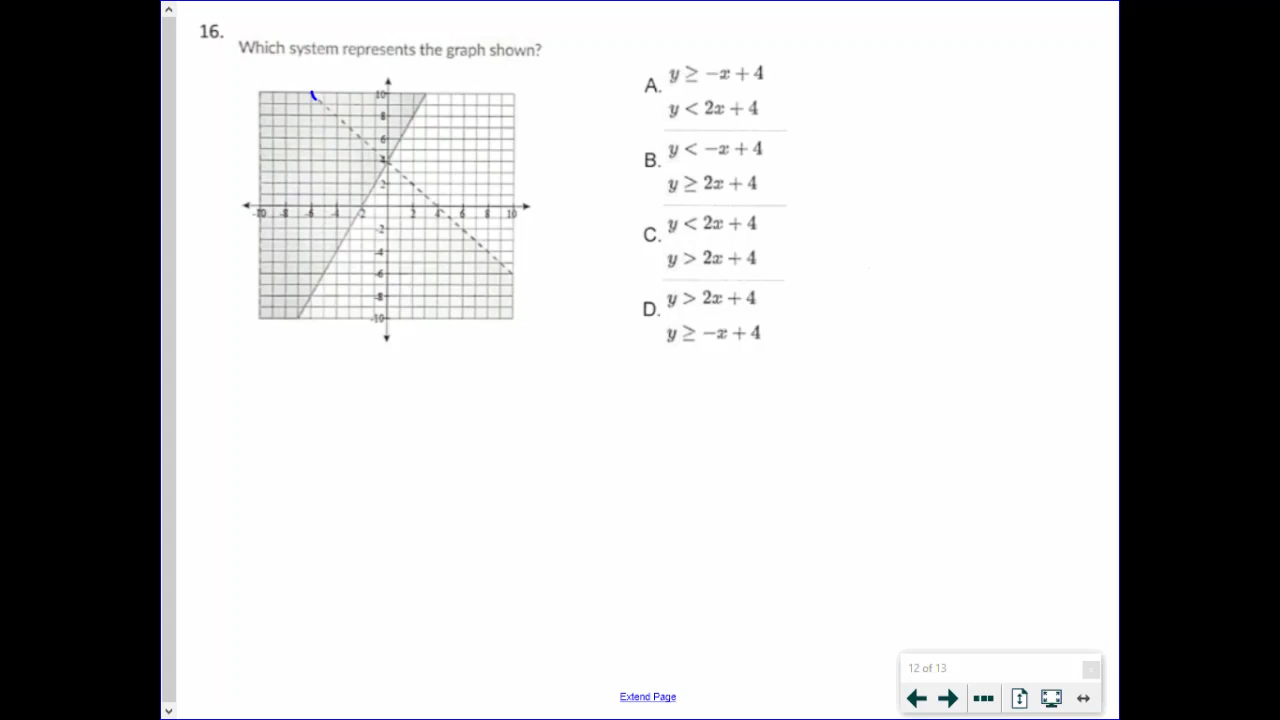 16.
Which system represents the graph shown?
10
8
6
4
2
-10 -8 -6 -4 -2 2 4 6 8 10
-2
-4
-6
-8
-10
A. y ≥ −x + 4
y < 2x + 4
B. y < −x + 4
y ≥ 2x + 4
C. y < 2x + 4
y > 2x + 4
D. y > 2x + 4
y ≥ −x + 4
12 of 13
Extend Page